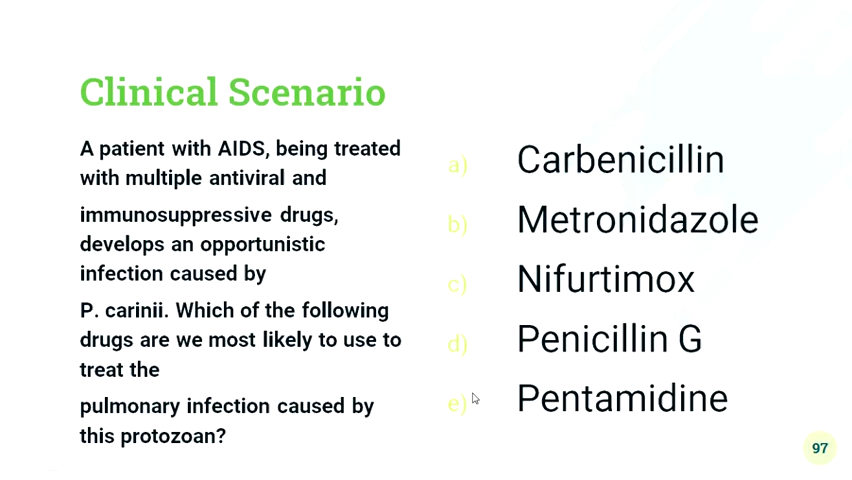 Clinical Scenario
A patient with AIDS, being treated
with multiple antiviral and
immunosuppressive drugs,
develops an opportunistic
infection caused by
P. carinii. Which of the following
drugs are we most likely to use to
treat the
pulmonary infection caused by
this protozoan?
a) Carbenicillin
b) Metronidazole
c) Nifurtimox
d) Penicillin G
e) Pentamidine
97